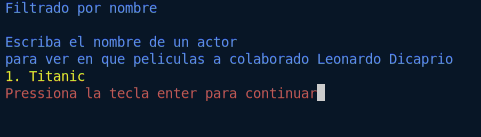 Filtrado por nombre
Escriba el nombre de un actor
para ver en que peliculas a colaborado Leonardo Dicaprio
1. Titanic
Pressiona la tecla enter para continuar